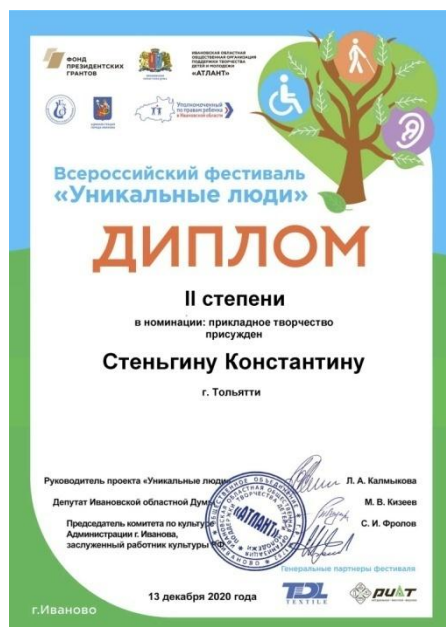 ФОНД
ПРЕЗИДЕНТСКИХ
ГРАНТОВ
ИВАНОВСКАЯ ОБЛАСТНАЯ
ОБЩЕСТВЕННАЯ ОРГАНИЗАЦИЯ
ПОДДЕРЖКИ ТВОРЧЕСТВА
ДЕТЕЙ И МОЛОДЕЖИ
«АТЛАНТ»
Уполномоченный
по правам ребенка
в Ивановской области
Всероссийский фестиваль
«Уникальные люди»
ДИПЛОМ
II степени
в номинации: прикладное творчество
присужден
Стеньгину Константину
г. Тольятти
Руководитель проекта «Уникальные люди» Л. А. Калмыкова
Депутат Ивановской областной Думы М. В. Кизеев
Председатель комитета по культуре С. И. Фролов
Администрации г. Иванова,
заслуженный работник культуры РФ
«АТЛАНТ»
Генеральные партнеры фестиваля
13 декабря 2020 года
TDL
TEXTILE
риат
г.Иваново